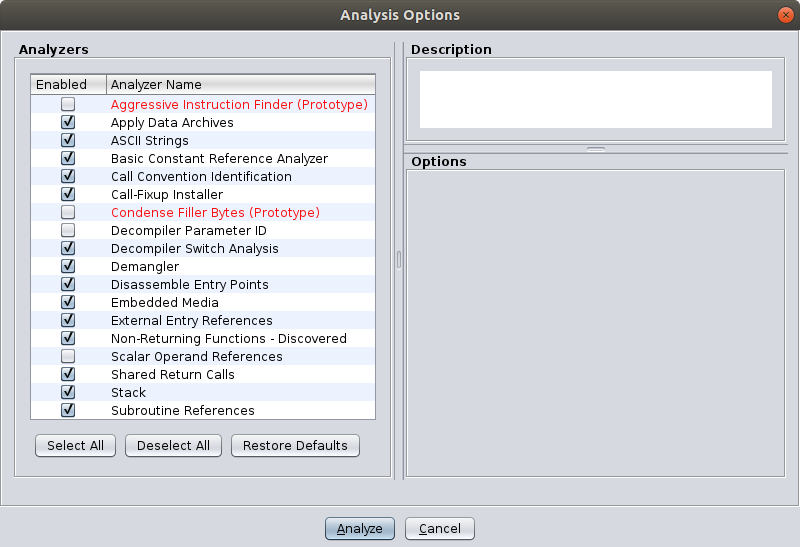 Analysis Options
Analyzers
Enabled Analyzer Name
Aggressive Instruction Finder (Prototype)
Apply Data Archives
ASCII Strings
Basic Constant Reference Analyzer
Call Convention Identification
Call-Fixup Installer
Condense Filler Bytes (Prototype)
Decompiler Parameter ID
Decompiler Switch Analysis
Demangler
Disassemble Entry Points
Embedded Media
External Entry References
Non-Returning Functions - Discovered
Scalar Operand References
Shared Return Calls
Stack
Subroutine References
Select All Deselect All Restore Defaults
Description
Options
Analyze Cancel